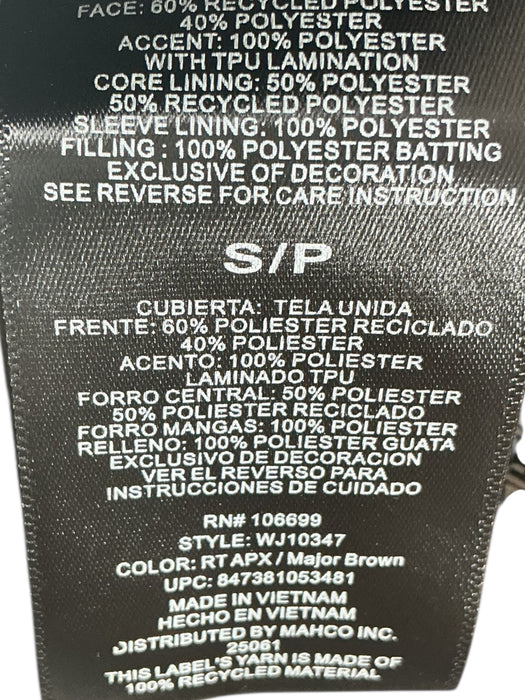 FACE: 60% RECYCLED POLYESTER
40% POLYESTER
ACCENT: 100% POLYESTER
WITH TPU LAMINATION
CORE LINING: 50% POLYESTER
50% RECYCLED POLYESTER
SLEEVE LINING: 100% POLYESTER
FILLING : 100% POLYESTER BATTING
EXCLUSIVE OF DECORATION
SEE REVERSE FOR CARE INSTRUCTION
S/P
CUBIERTA: TELA UNIDA
FRENTE: 60% POLIESTER RECICLADO
40% POLIESTER
ACENTO: 100% POLIESTER
LAMINADO TPU
FORRO CENTRAL: 50% POLIESTER
50% POLIESTER RECICLADO
FORRO MANGAS: 100% POLIESTER
RELLENO: 100% POLIESTER GUATA
EXCLUSIVO DE DECORACION
VER EL REVERSO PARA
INSTRUCCIONES DE CUIDADO
RN# 106699
STYLE: WJ10347
COLOR: RT APX / Major Brown
UPC: 847381053481
MADE IN VIETNAM
HECHO EN VIETNAM
DISTRIBUTED BY MAHCO INC.
25061
THIS LABEL'S YARN IS MADE OF
100% RECYCLED MATERIAL